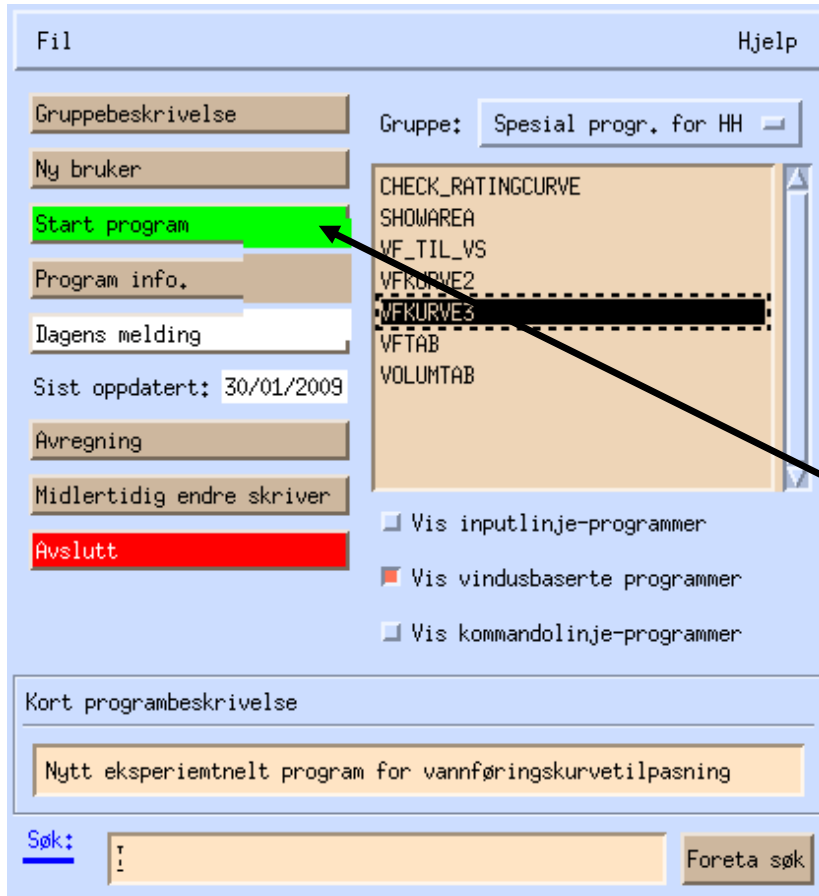 Fil
Hjelp
Gruppebeskrivelse
Ny bruker
Start program
Program info.
Dagens melding
Sist oppdatert: 30/01/2009
Avregning
Midlertidig endre skriver
Avslutt
Gruppe: Spesial progr. for HH
CHECK_RATINGCURVE
SHOWAREA
VF_TIL_VS
VFKURVE2
VFKURVE3
VFTAB
VOLUMTAB
Vis inputlinje-programmer
Vis vindusbaserte programmer
Vis kommandolinje-programmer
Kort programbeskrivelse
Nytt eksperiemtnelt program for vannføringskurvetilpasning
Søk:
Foreta søk